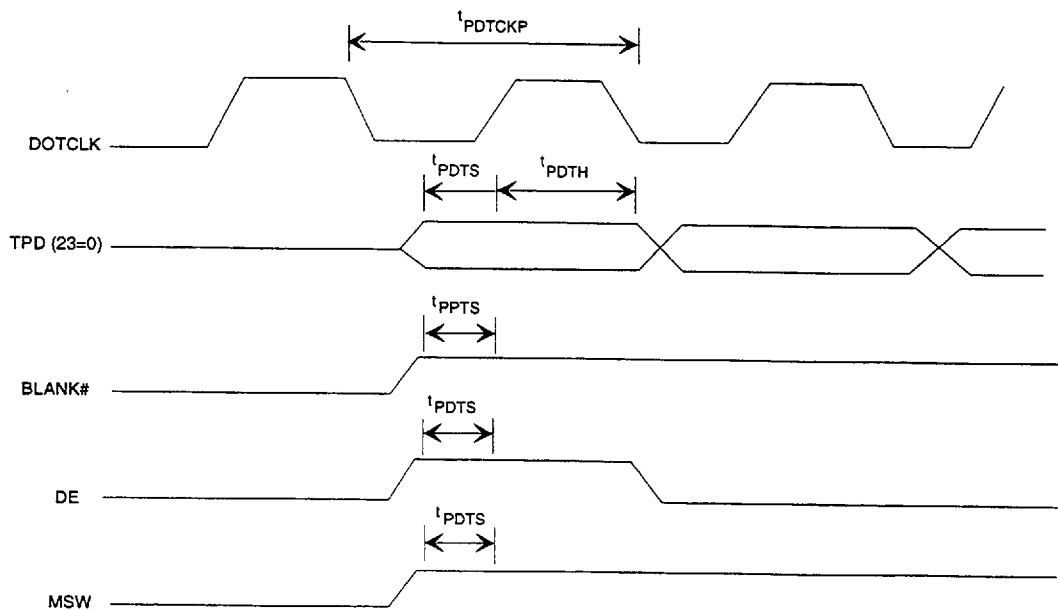 tPDTCKP
DOTCLK
tPDTS
tPDTH
TPD (23=0)
tPPTS
BLANK#
tPDTS
DE
tPDTS
MSW